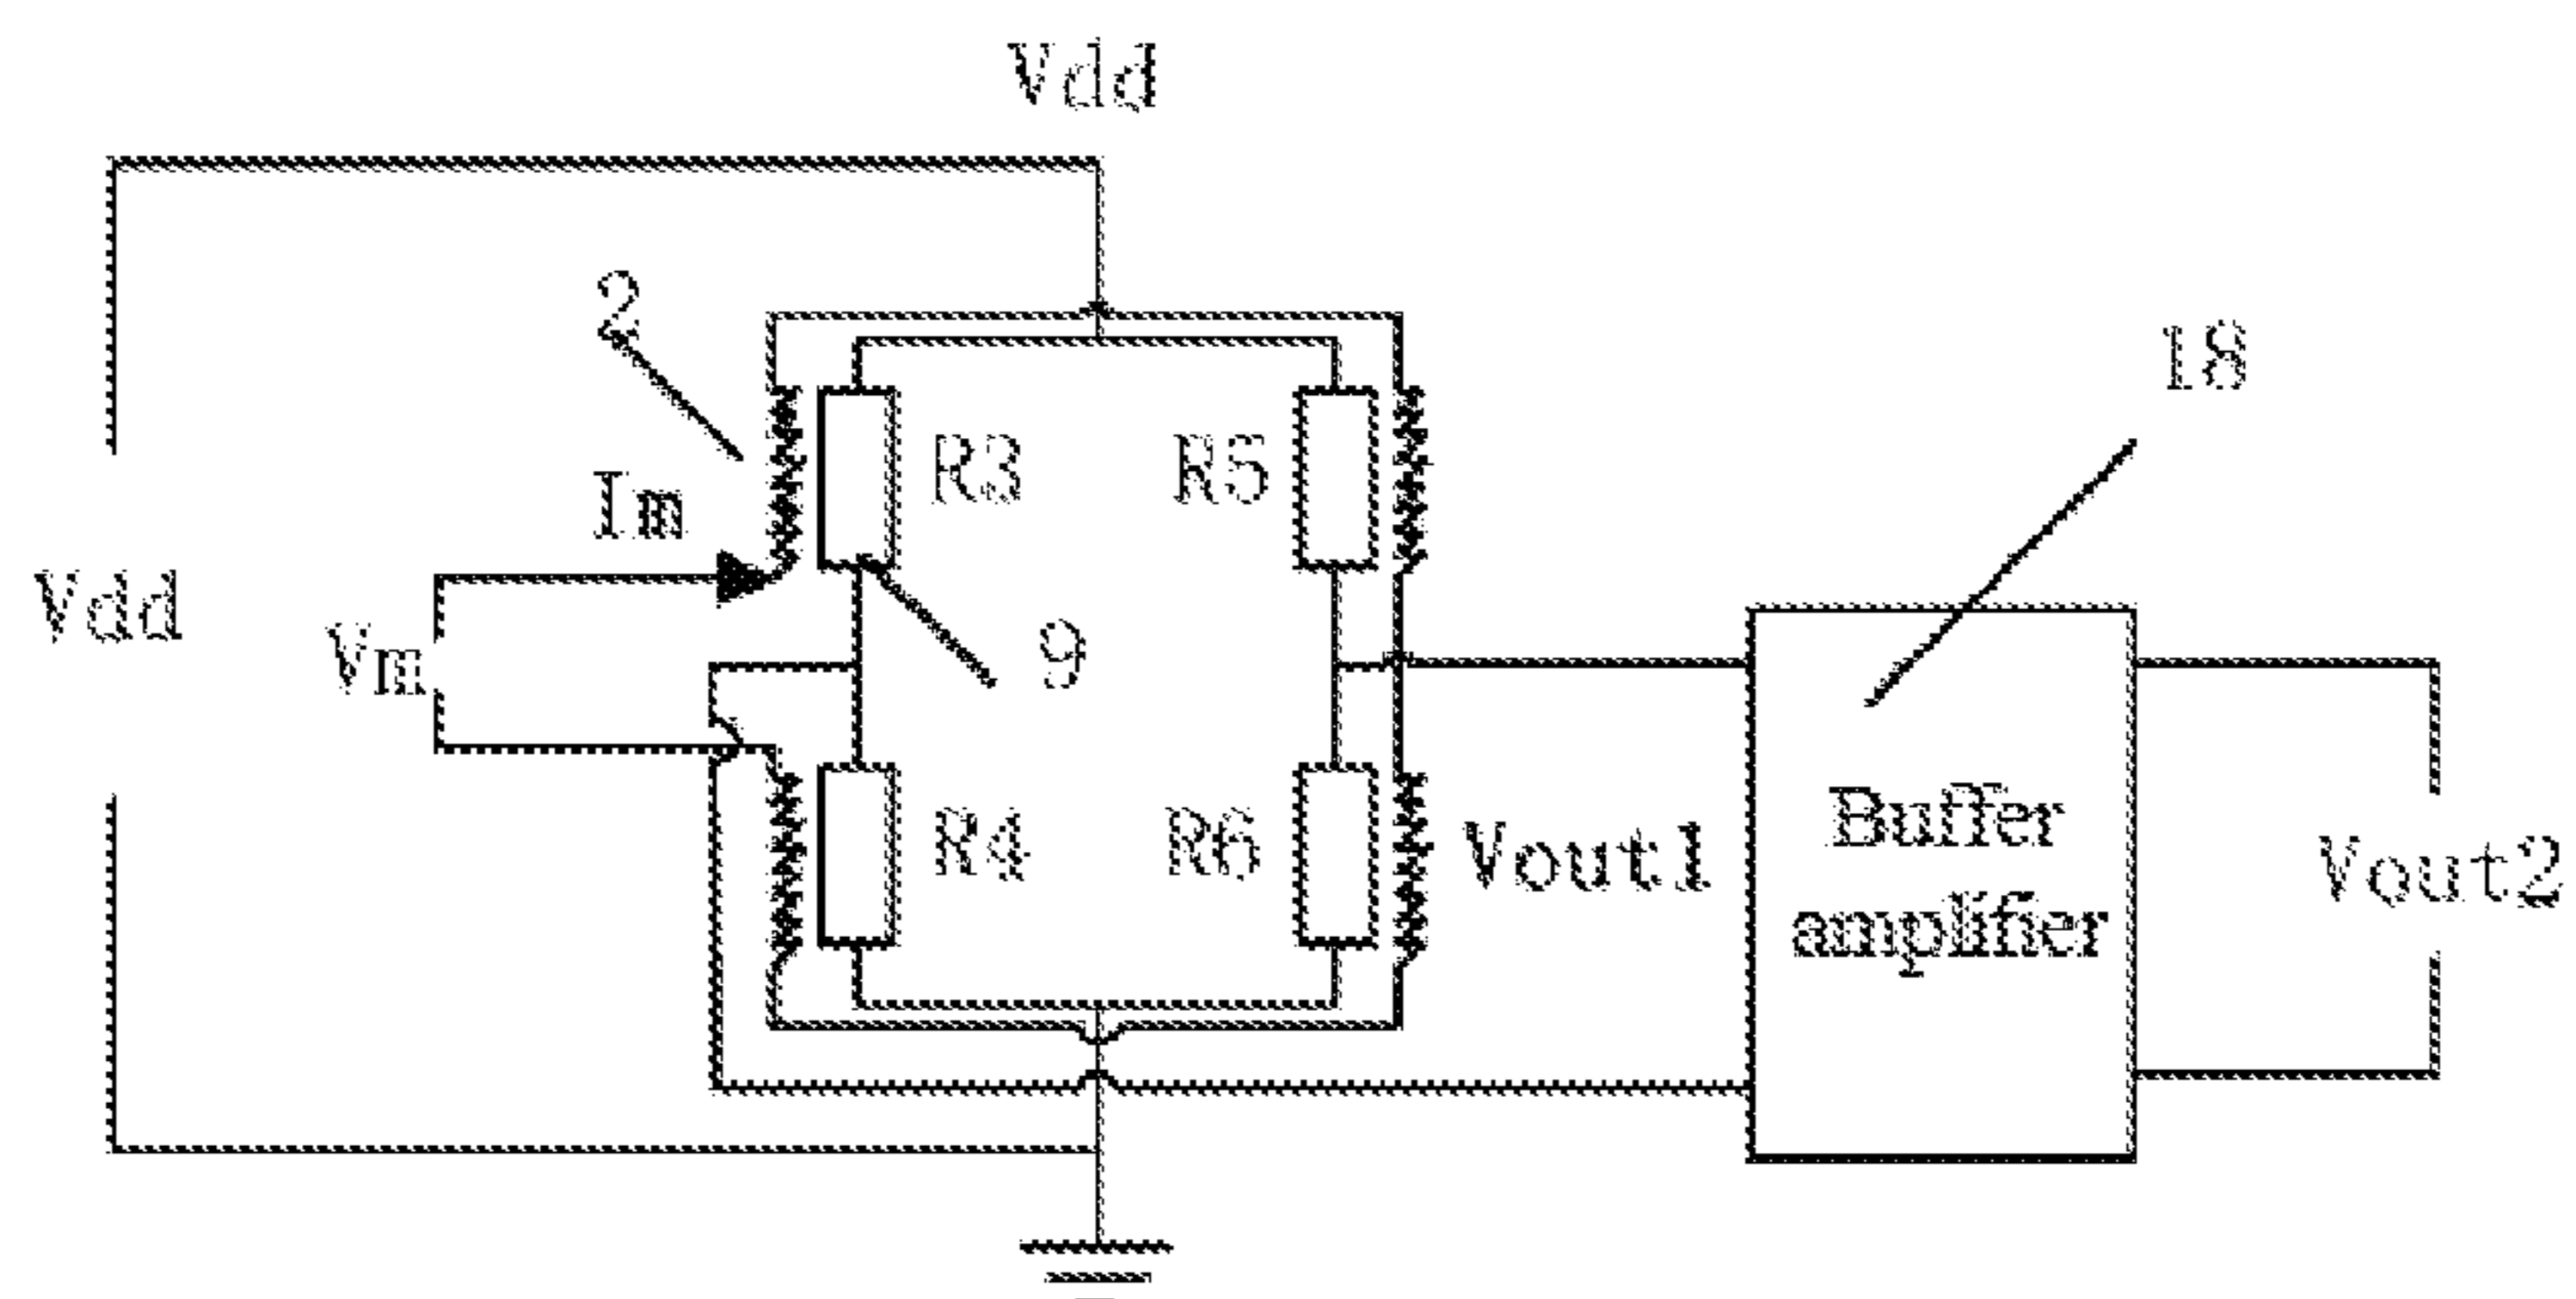 Vdd
2
18
R3
R5
Im
Vdd
Vm
9
R4
R6
Vout1
Buffer
amplifier
Vout2